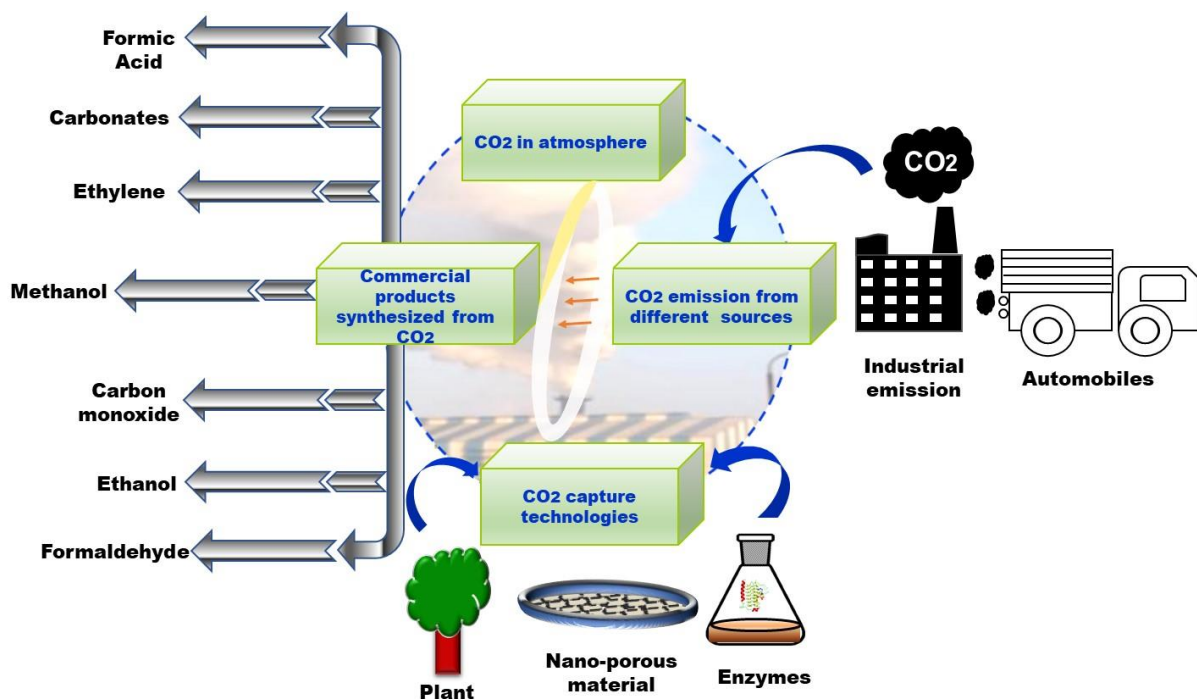 Formic
Acid
Carbonates
Ethylene
Methanol
Carbon
monoxide
Ethanol
Formaldehyde
CO2 in atmosphere
Commercial
products
synthesized from
CO2
CO2 emission from
different sources
CO2 capture
technologies
CO2
Industrial
emission
Automobiles
Plant
Nano-porous
material
Enzymes